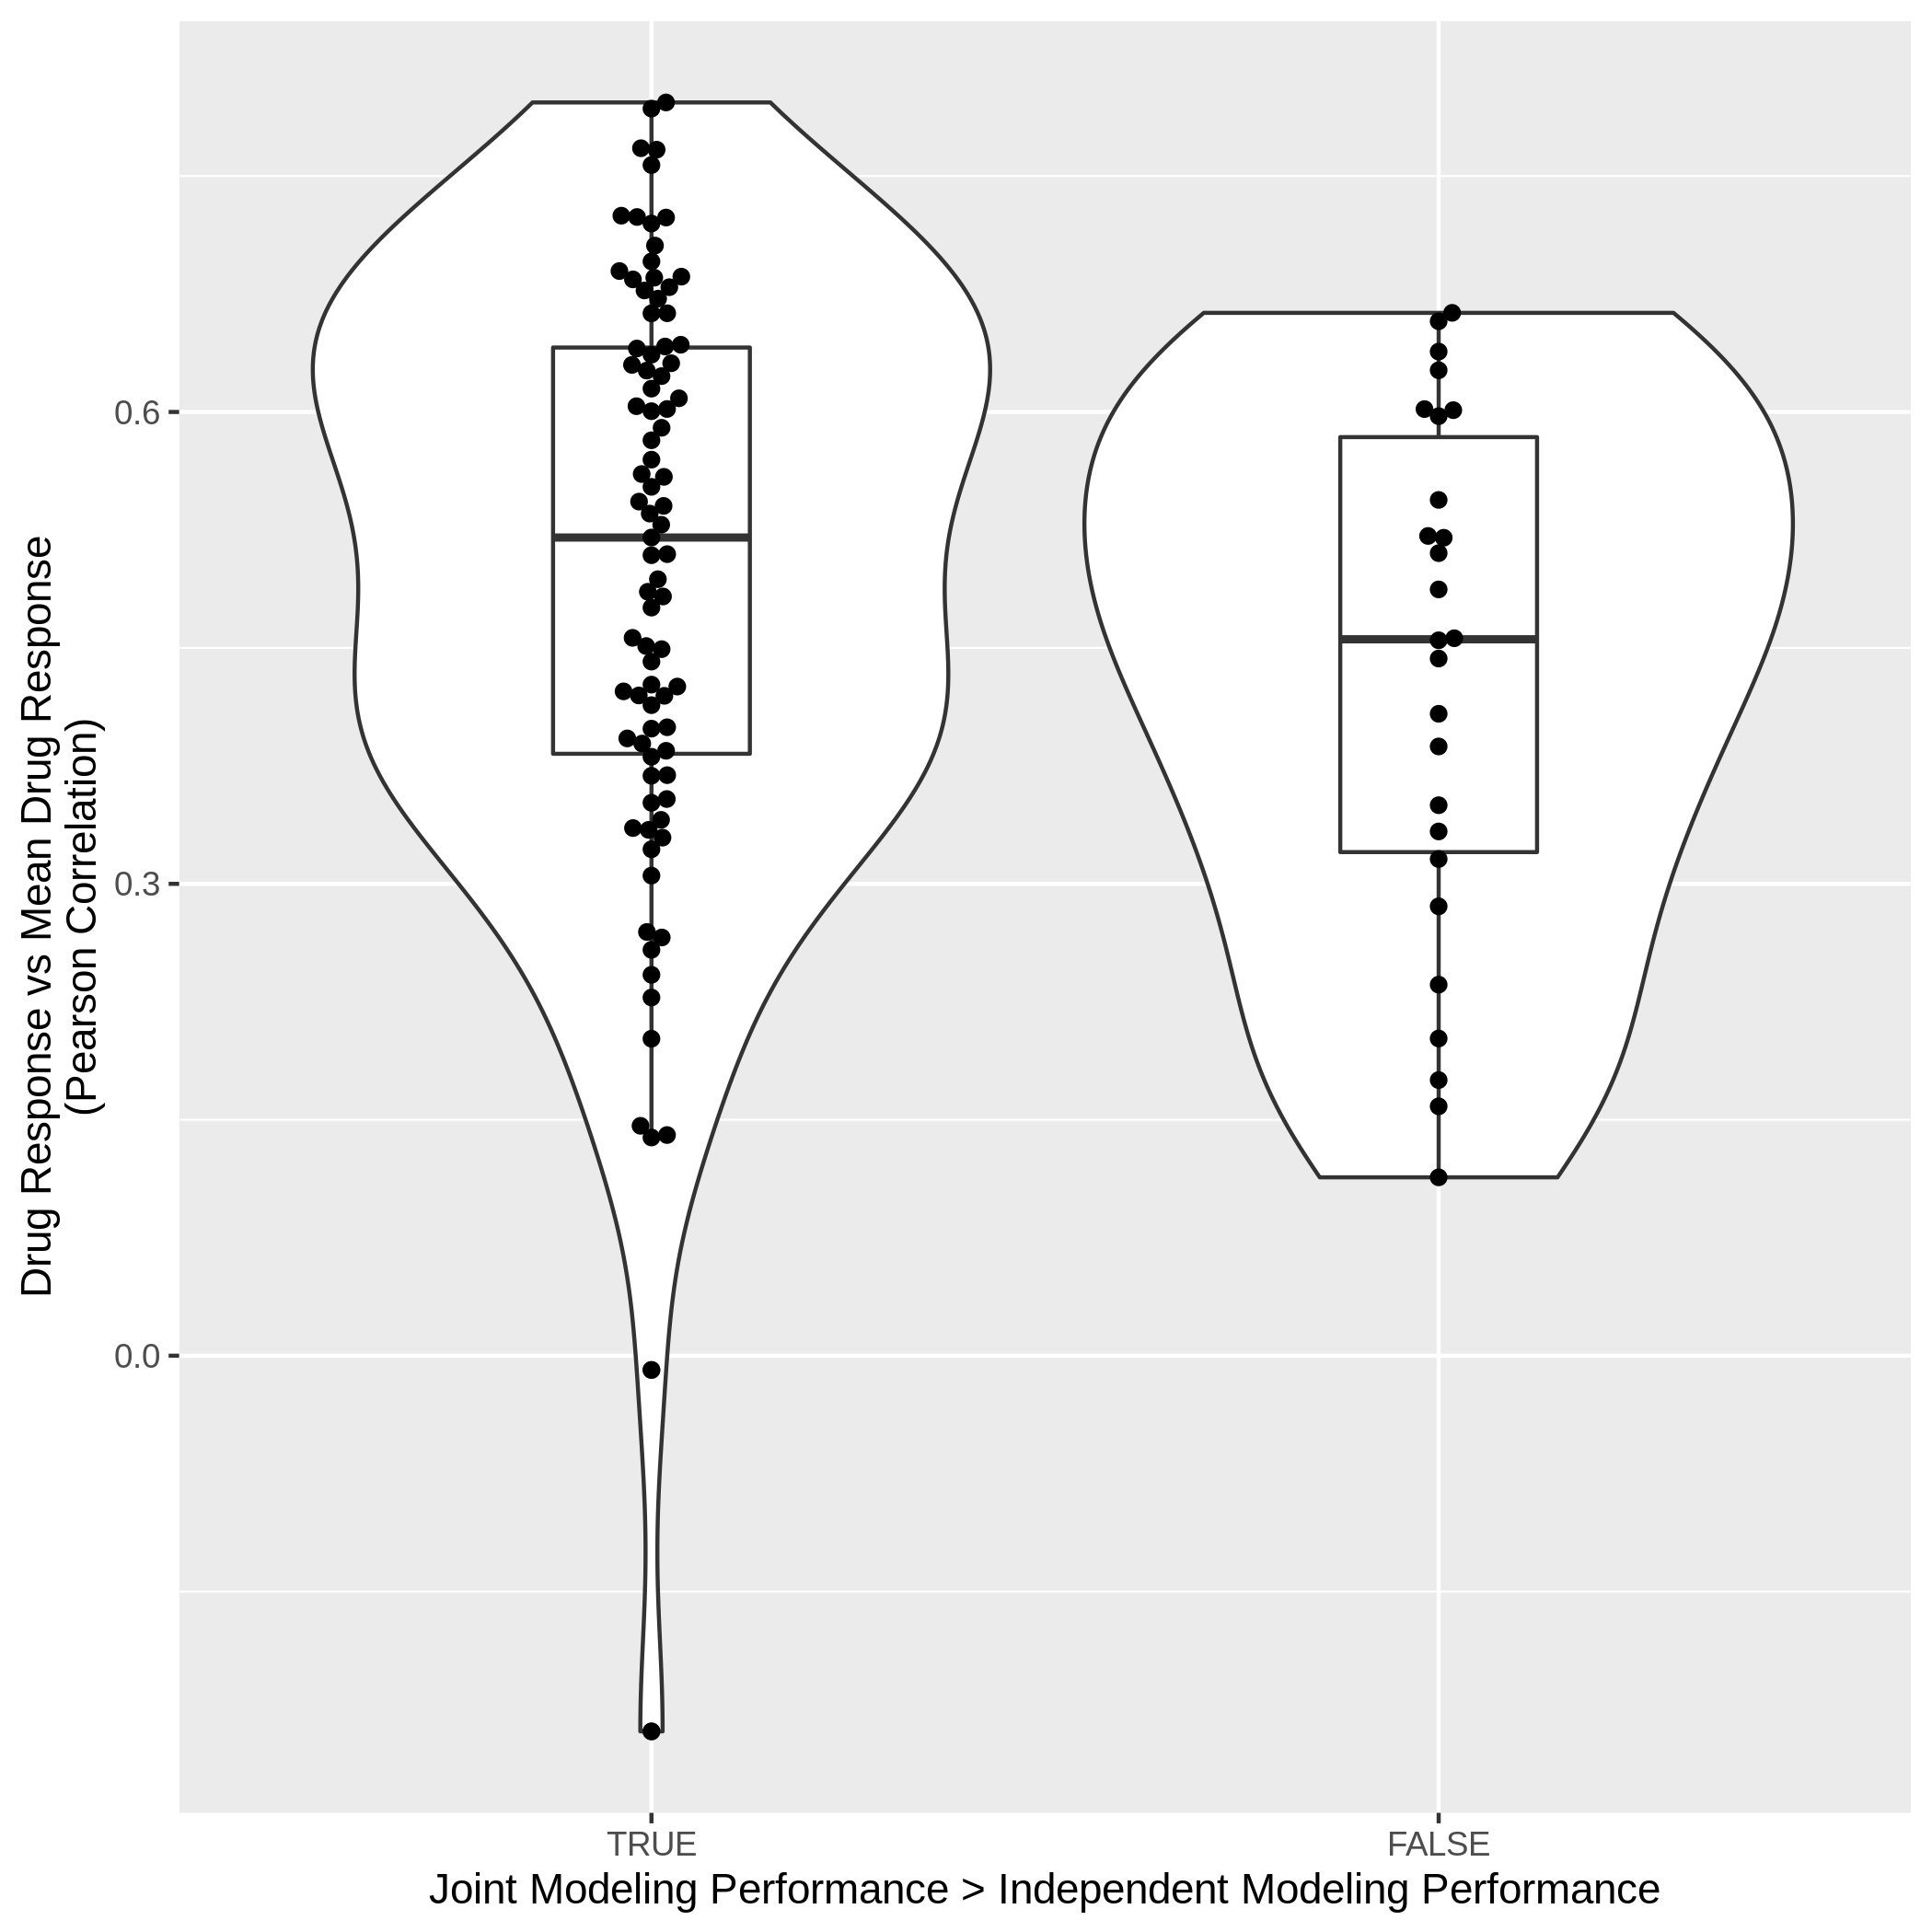 Drug Response vs Mean Drug Response
(Pearson Correlation)
0.6
0.3
0.0
TRUE
FALSE
Joint Modeling Performance > Independent Modeling Performance